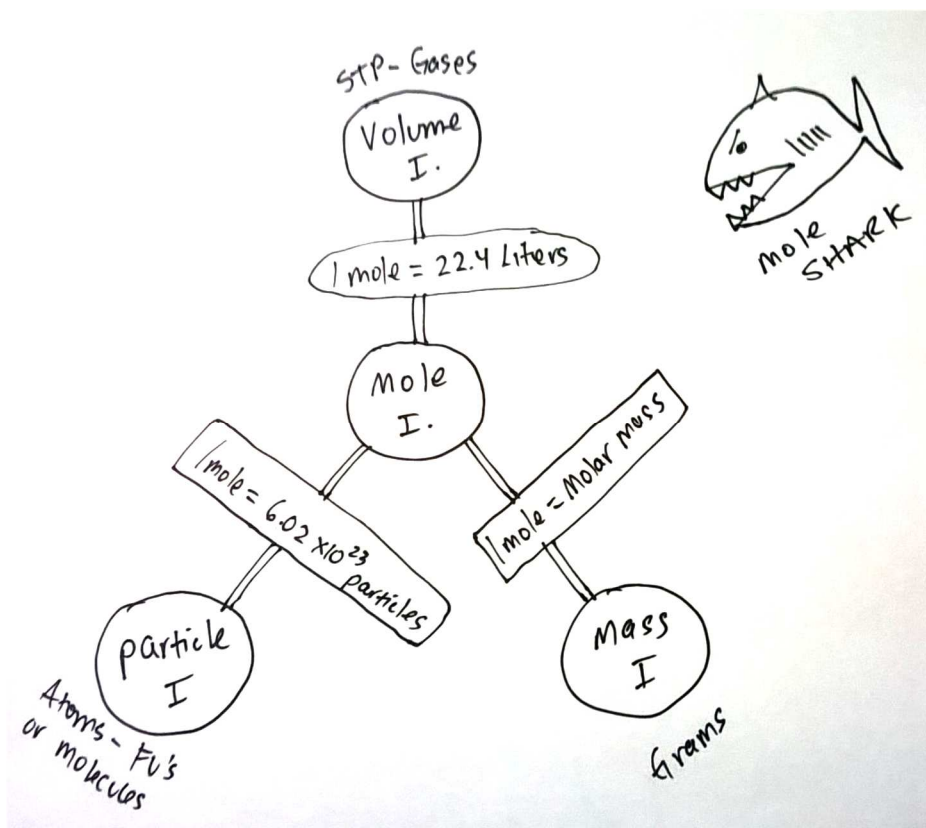 STP- Gases
Volume
I.
1 mole = 22.4 Liters
mole
SHARK
Mole
I.
1 mole = 6.02 x10²³
particles
1 mole = Molar mass
particle
I
Atoms - FU's
or molecules
Mass
I
Grams